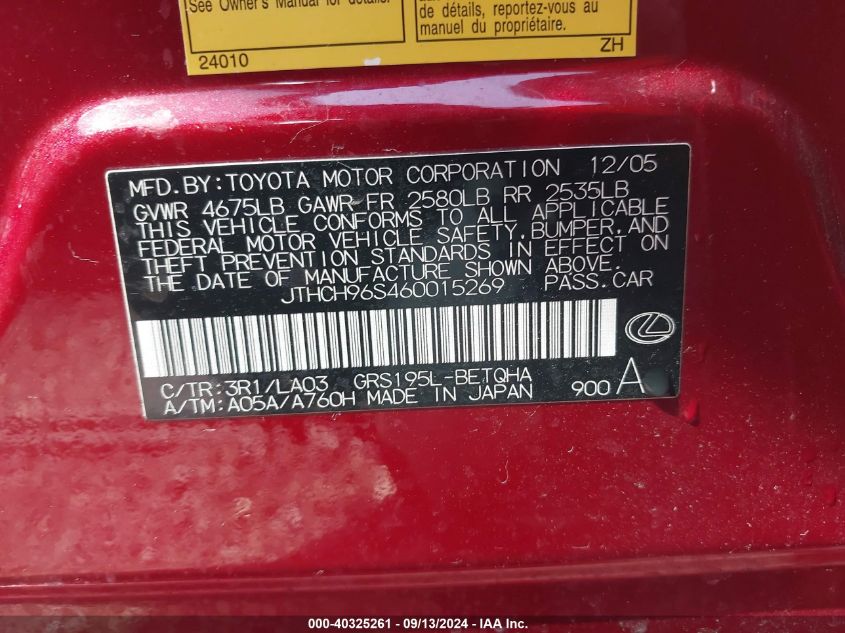 See Owner's Manual for details.
24010
de détails, reportez-vous au
manuel du propriétaire.
ZH
MFD.BY:TOYOTA MOTOR CORPORATION 12/05
GVWR 4675LB GAWR FR 2580LB RR 2535LB
THIS VEHICLE CONFORMS TO ALL APPLICABLE
FEDERAL MOTOR VEHICLE SAFETY,BUMPER,AND
THEFT PREVENTION STANDARDS IN EFFECT ON
THE DATE OF MANUFACTURE SHOWN ABOVE.
JTHCH96S460015269 PASS.CAR
C/TR:3R1/LA03 GRS195L-BETQHA
A/TM:A05A/A760H MADE IN JAPAN 900 A
000-40325261 - 09/13/2024 - IAA Inc.